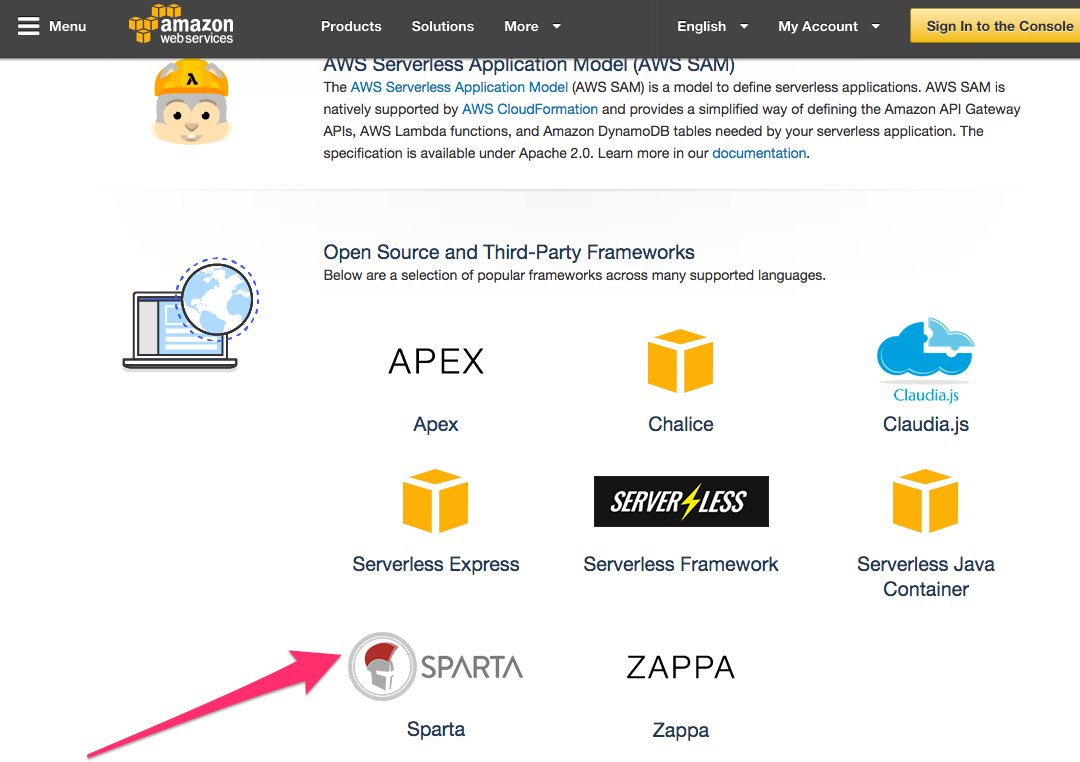 Menu
amazon
webservices
Products
Solutions
More
English
My Account
Sign In to the Console
AWS Serverless Application Model (AWS SAM)
The AWS Serverless Application Model (AWS SAM) is a model to define serverless applications. AWS SAM is
natively supported by AWS CloudFormation and provides a simplified way of defining the Amazon API Gateway
APIs, AWS Lambda functions, and Amazon DynamoDB tables needed by your serverless application. The
specification is available under Apache 2.0. Learn more in our documentation.
λ
Open Source and Third-Party Frameworks
Below are a selection of popular frameworks across many supported languages.
APEX
Apex
Chalice
Claudia.js
Claudia.js
Serverless Express
SERVERLESS
Serverless Framework
Serverless Java
Container
SPARTA
Sparta
ZAPPA
Zappa